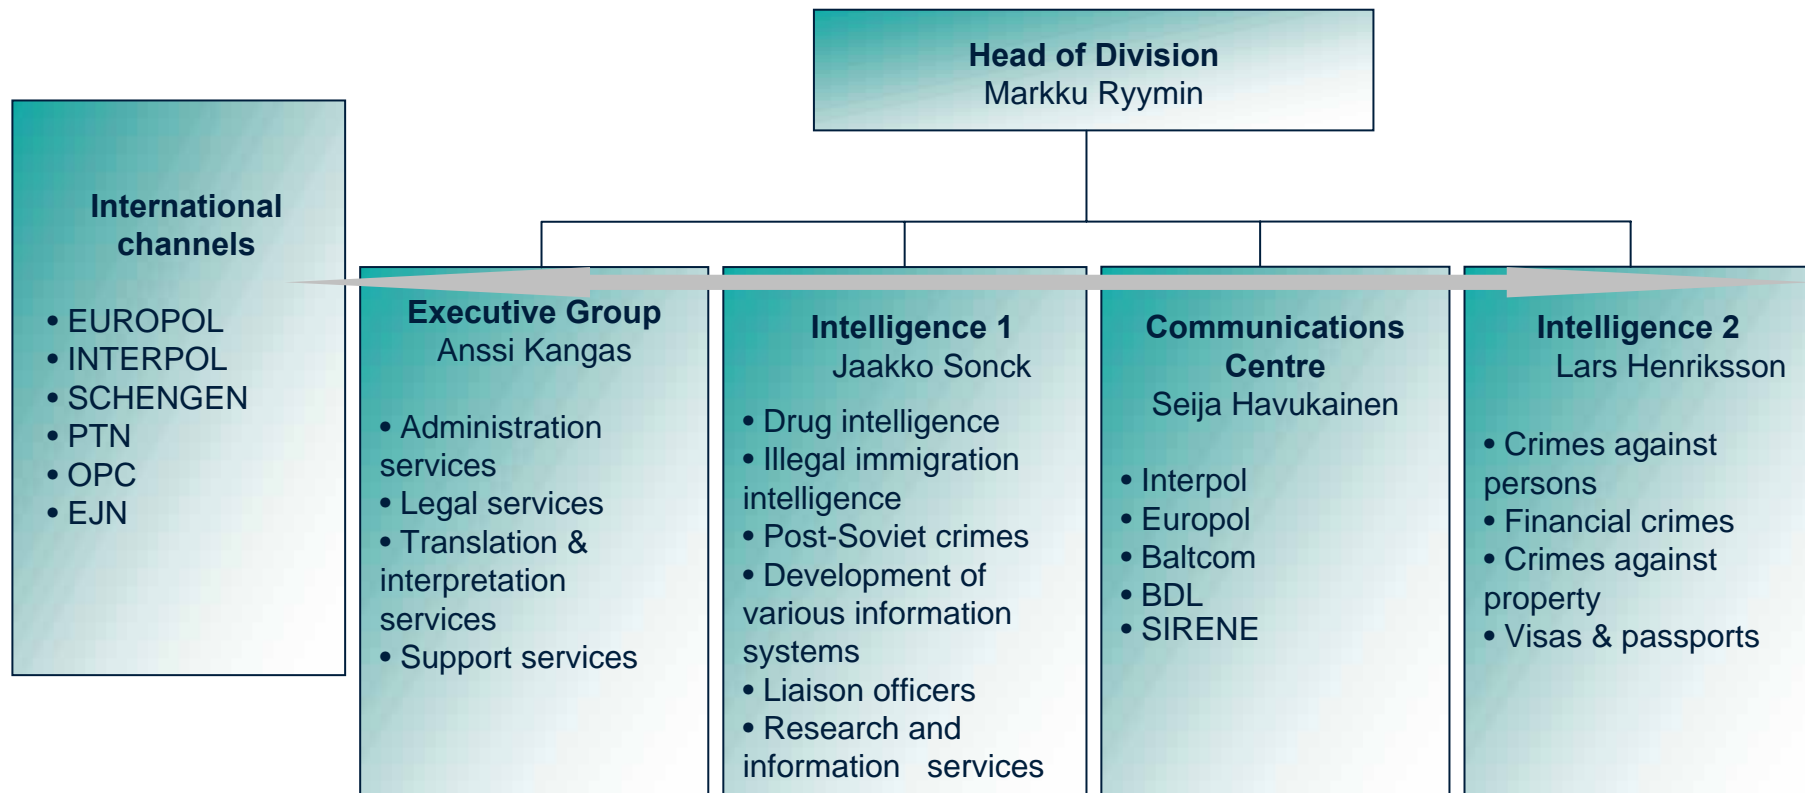 Head of Division
Markku Ryymin
International
channels
• EUROPOL
• INTERPOL
• SCHENGEN
• PTN
• OPC
• EJN
Executive Group
Anssi Kangas
• Administration
services
• Legal services
• Translation &
interpretation
services
• Support services
Intelligence 1
Jaakko Sonck
• Drug intelligence
• Illegal immigration
intelligence
• Post-Soviet crimes
• Development of
various information
systems
• Liaison officers
• Research and
information services
Communications
Centre
Seija Havukainen
• Interpol
• Europol
• Baltcom
• BDL
• SIRENE
Intelligence 2
Lars Henriksson
• Crimes against
persons
• Financial crimes
• Crimes against
property
• Visas & passports